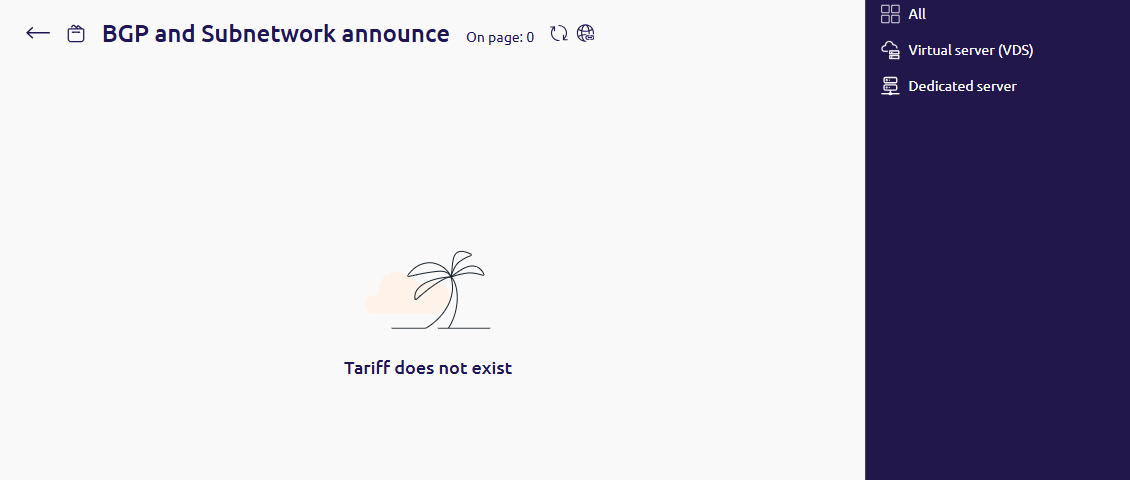 BGP and Subnetwork announce On page: 0
Tariff does not exist
All
Virtual server (VDS)
Dedicated server